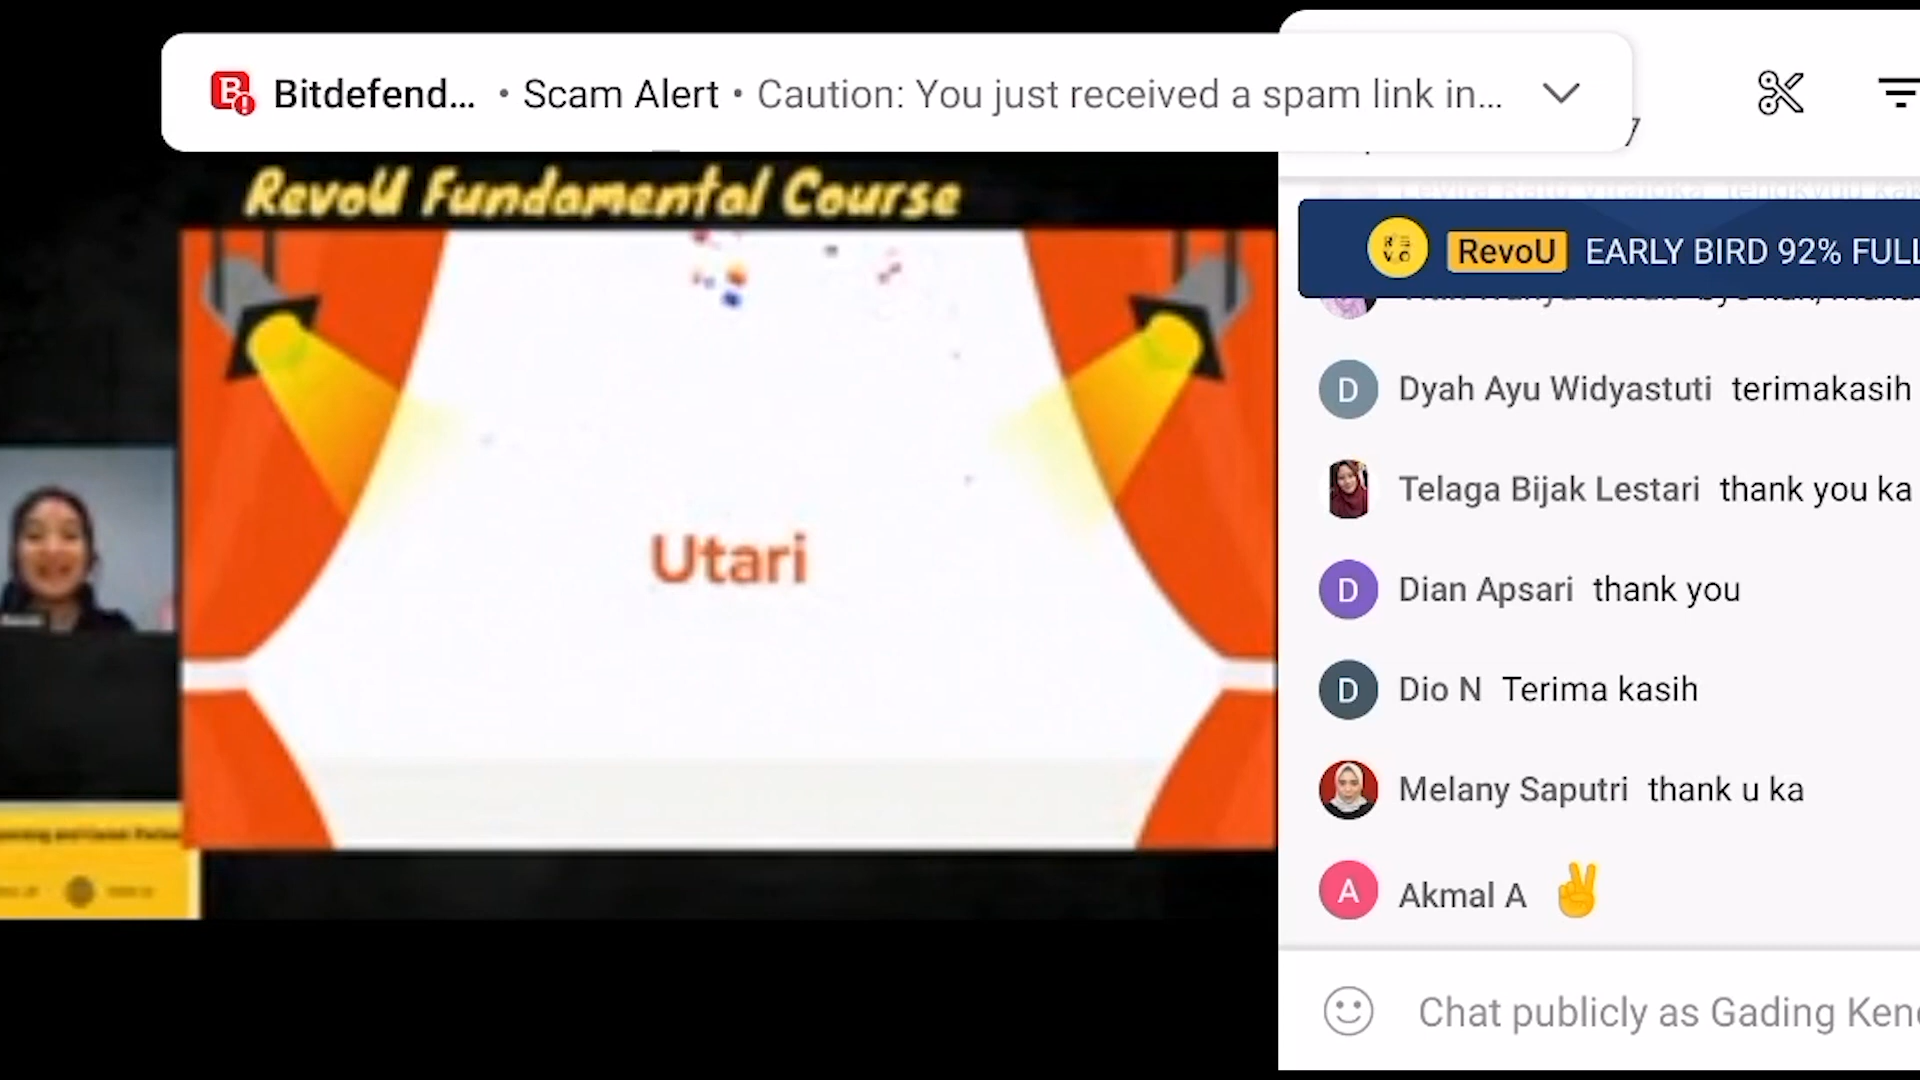 Bitdefend... • Scam Alert • Caution: You just received a spam link in...
RevoU Fundamental Course
Utari
RevoU EARLY BIRD 92% FULL
Dyah Ayu Widyastuti terimakasih
Telaga Bijak Lestari thank you ka
Dian Apsari thank you
Dio N Terima kasih
Melany Saputri thank u ka
Akmal A ✌
Chat publicly as Gading